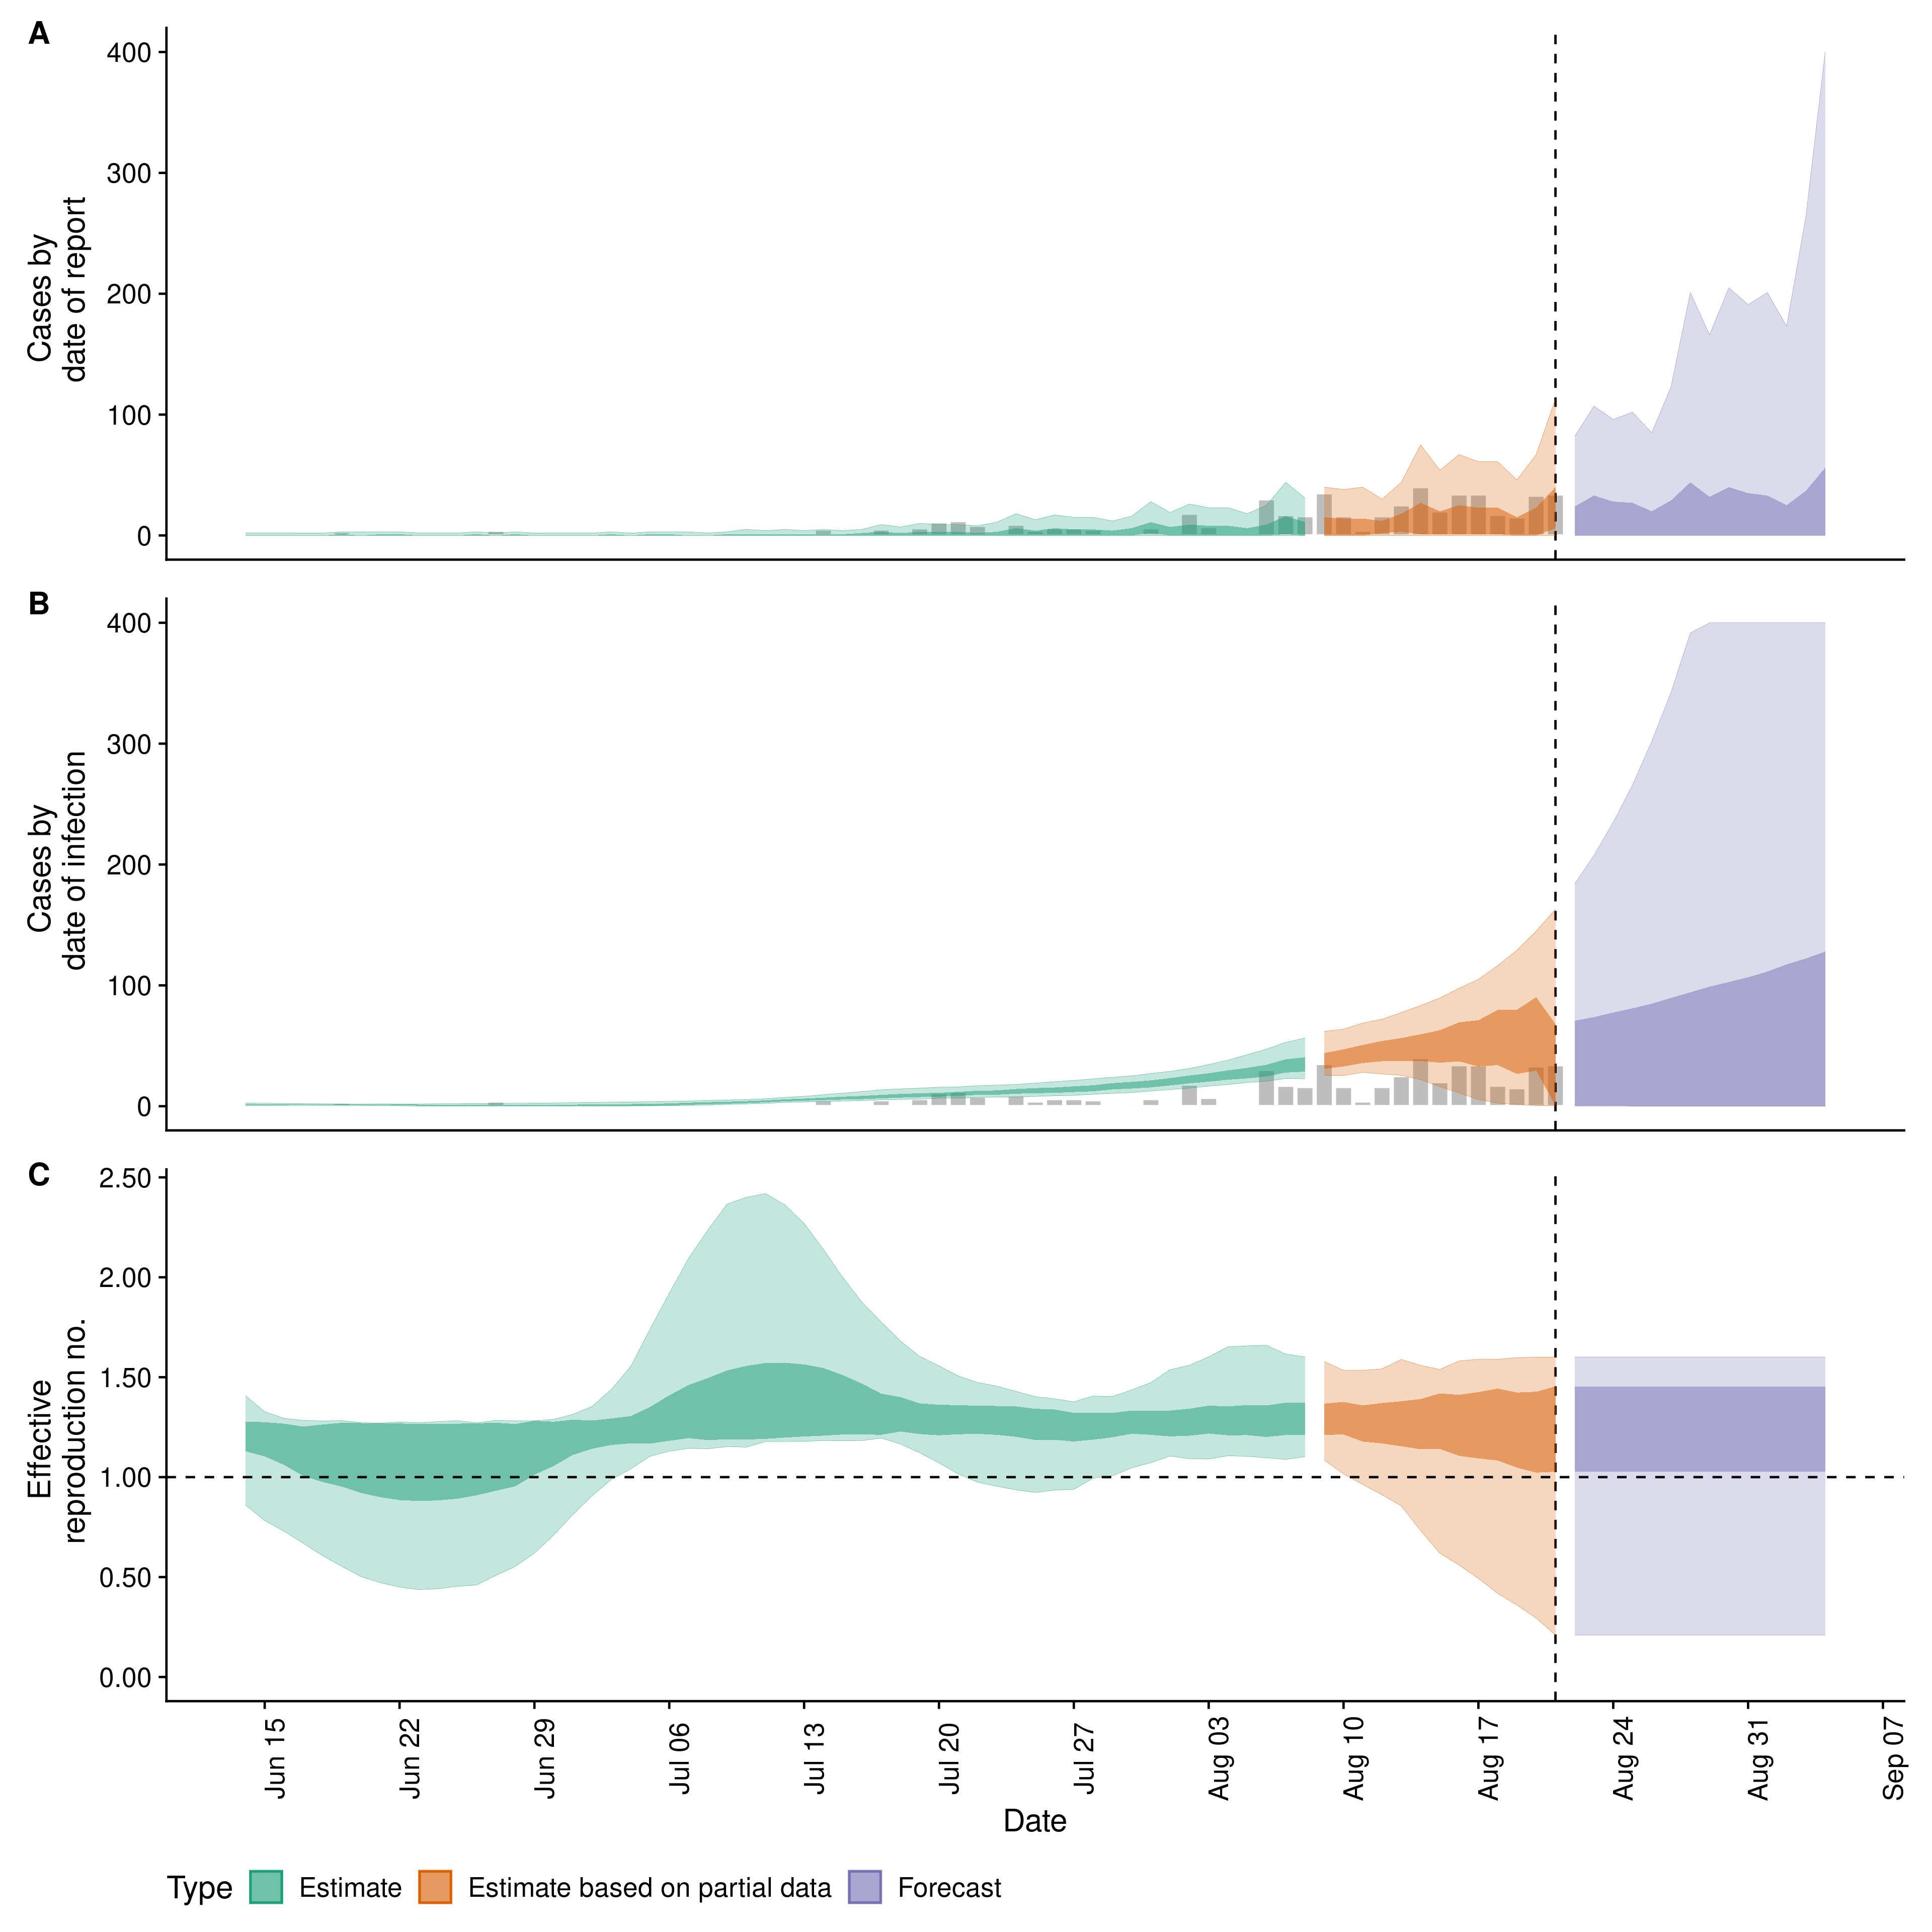 A
400
300
200
100
0
Cases by
date of report
B
400
300
200
100
0
Cases by
date of infection
C
2.50
2.00
1.50
1.00
0.50
0.00
Effective
reproduction no.
Jun 15
Jun 22
Jun 29
Jul 06
Jul 13
Jul 20
Jul 27
Aug 03
Aug 10
Aug 17
Aug 24
Aug 31
Sep 07
Date
Type Estimate Estimate based on partial data Forecast